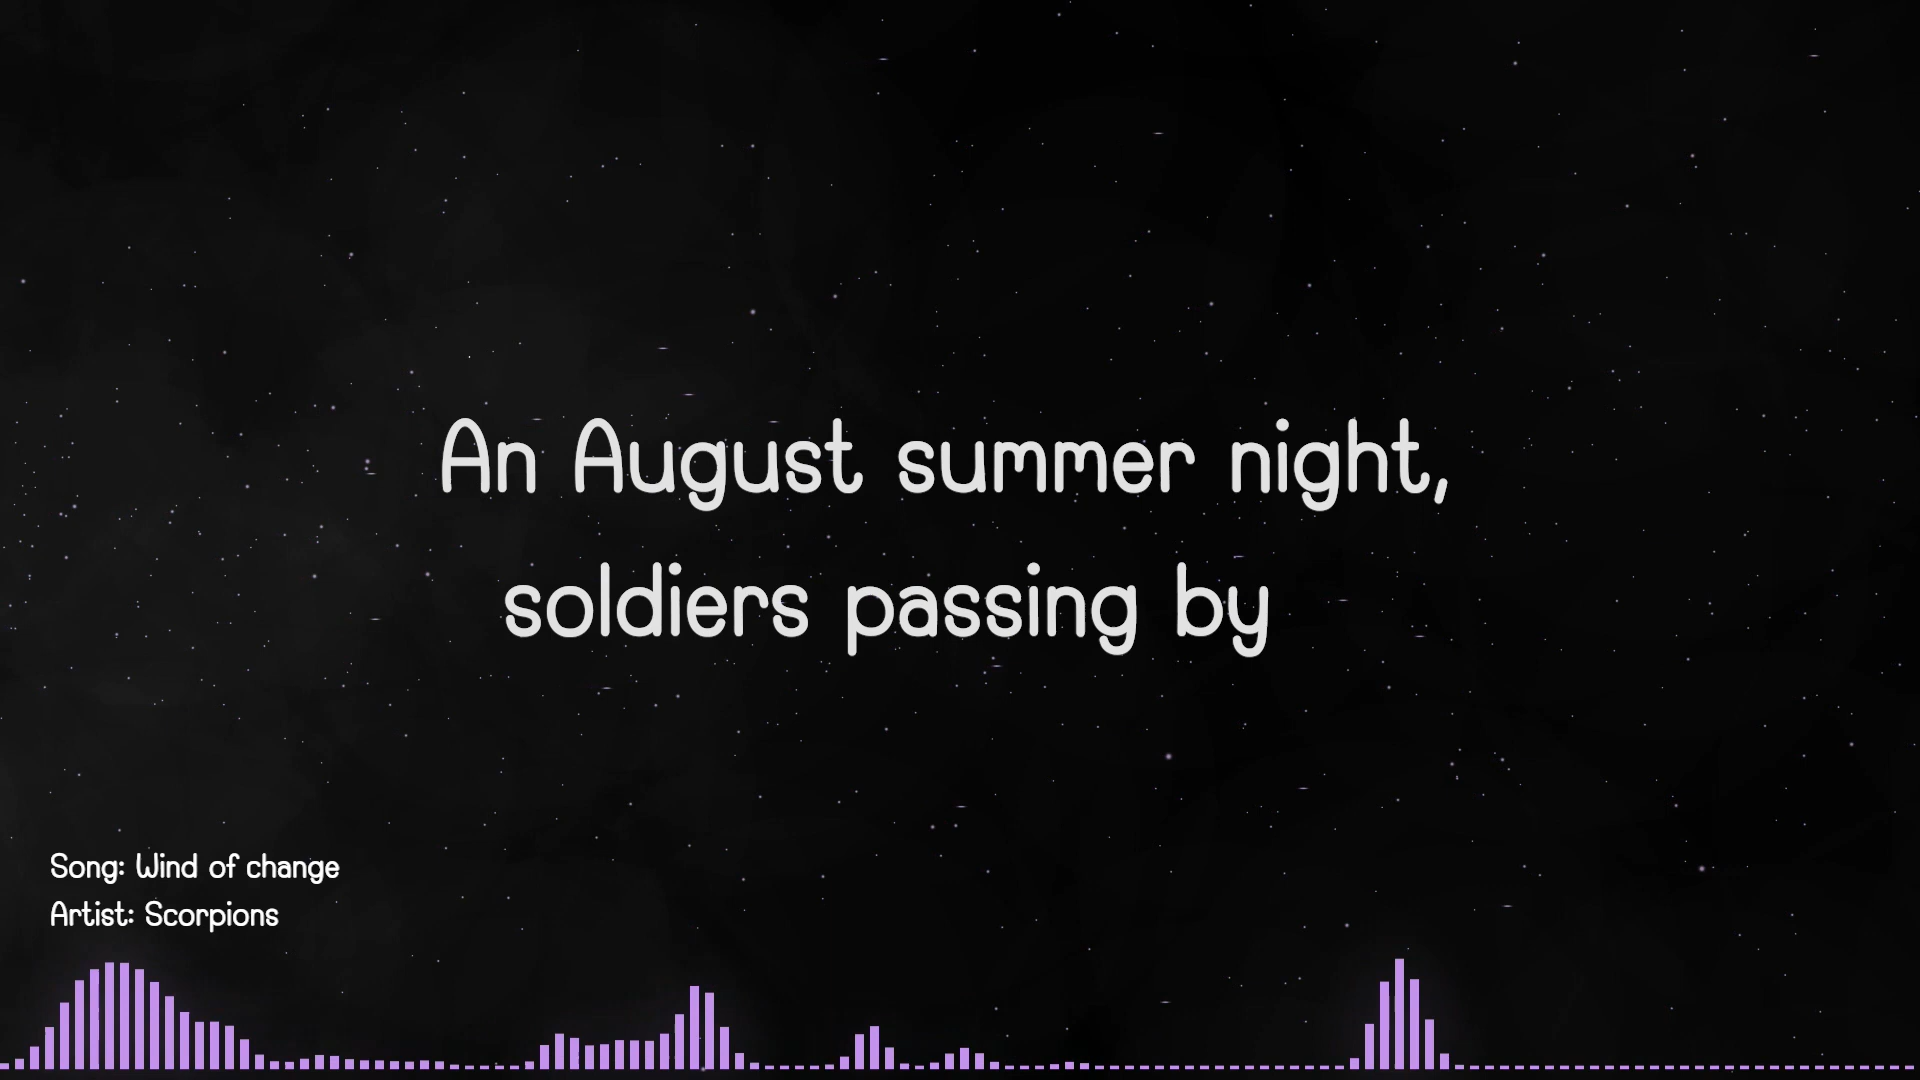 An August summer night,
soldiers passing by
Song: Wind of change
Artist: Scorpions